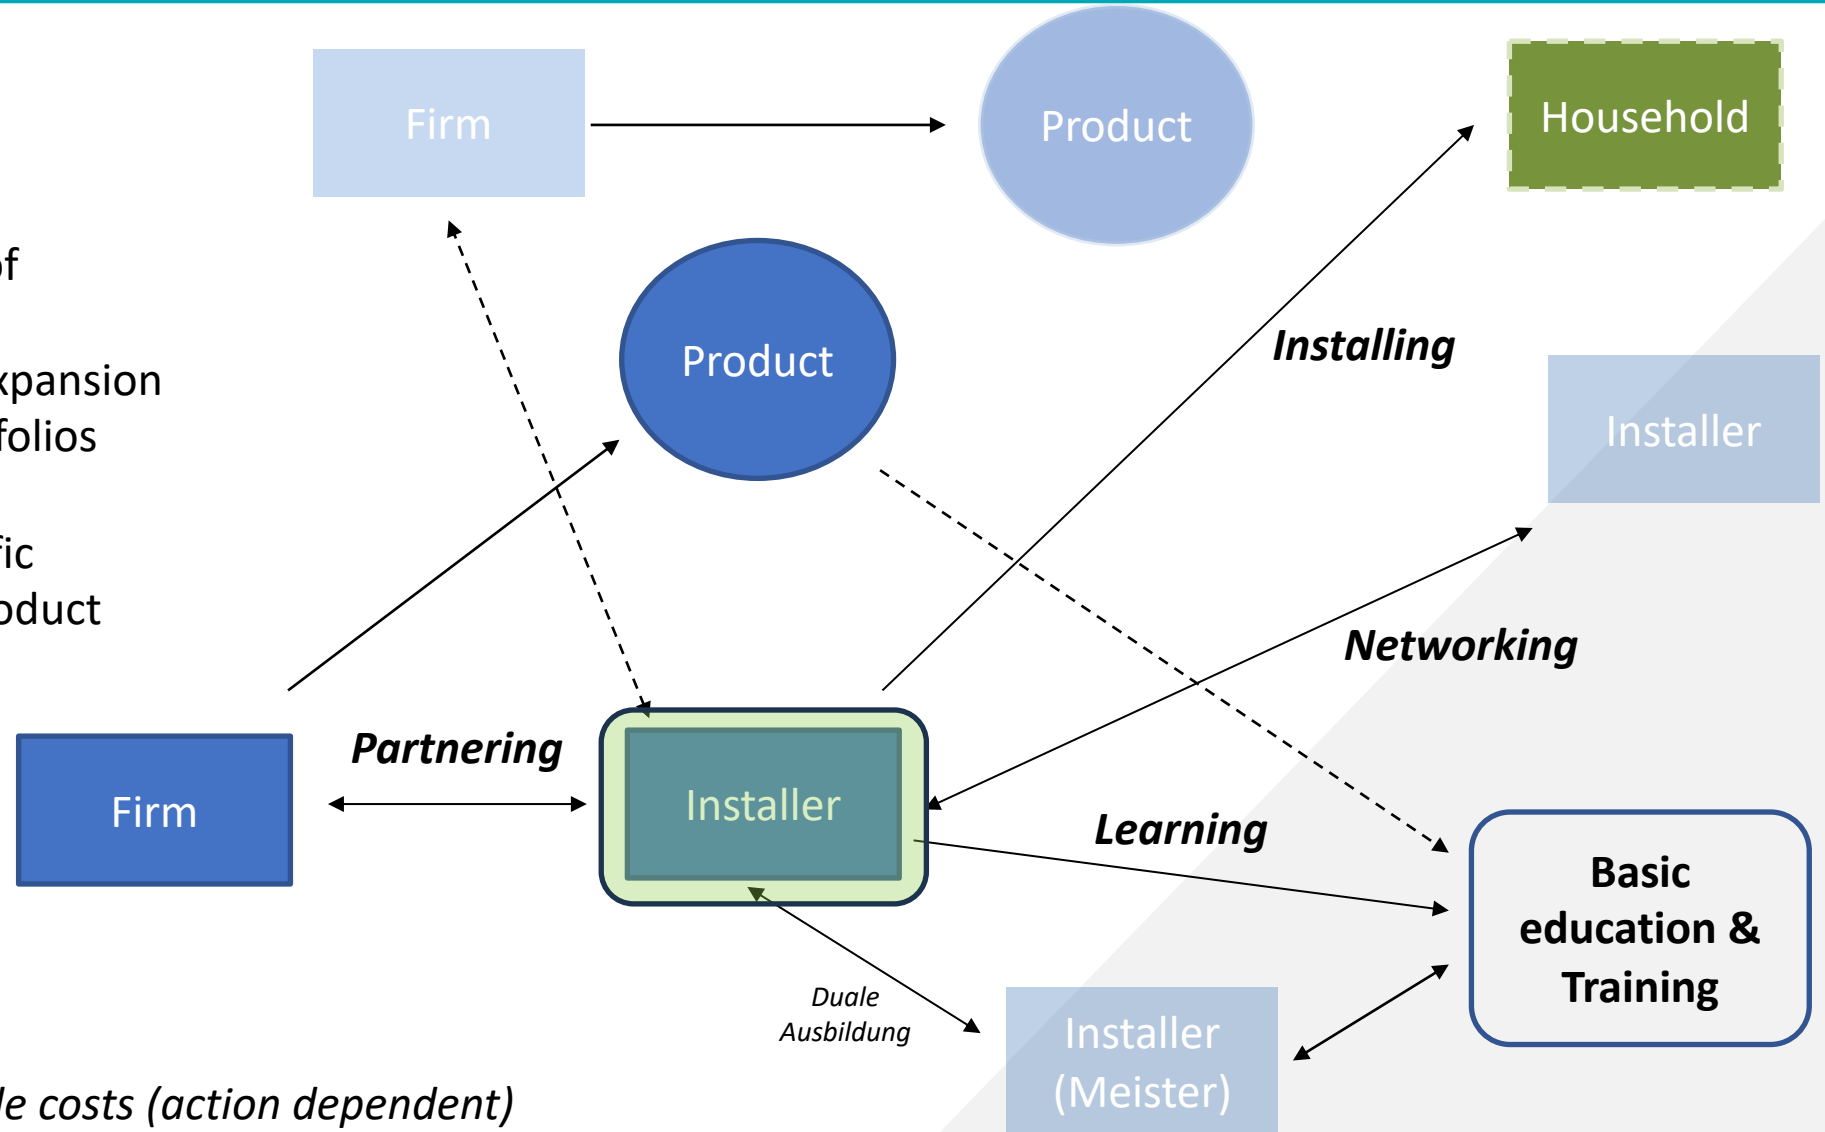 Firm
Product
Household
of
Product
Installing
xpansion
folios
Installer
fic
oduct
Networking
Partnering
Firm
Installer
Learning
Basic
education &
Training
Duale
Ausbildung
Installer
(Meister)
le costs (action dependent)